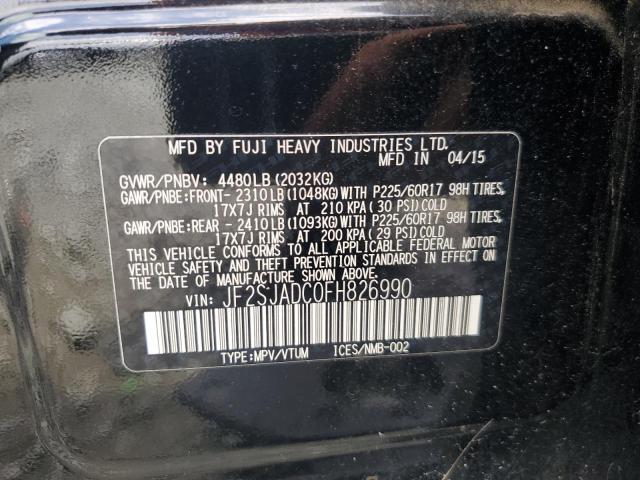 MFD BY FUJI HEAVY INDUSTRIES LTD.
MFD IN 04/15
GVWR/PNBV: 4480LB (2032KG)
GAWR/PNBE:FRONT- 2310LB (1048KG) WITH P225/60R17 98H TIRES,
17X7J RIMS AT 210 KPA (30 PSI) COLD
GAWR/PNBE:REAR - 2410LB (1093KG) WITH P225/60R17 98H TIRES,
17X7J RIMS AT 200 KPA (29 PSI) COLD
THIS VEHICLE CONFORMS TO ALL APPLICABLE FEDERAL MOTOR
VEHICLE SAFETY AND THEFT PREVENTION STANDARDS IN EFFECT
ON THE DATE OF MANUFACTURE SHOWN ABOVE.
VIN: JF2SJADC0FH826990
TYPE:MPV/VTUM ICES/NMB-002